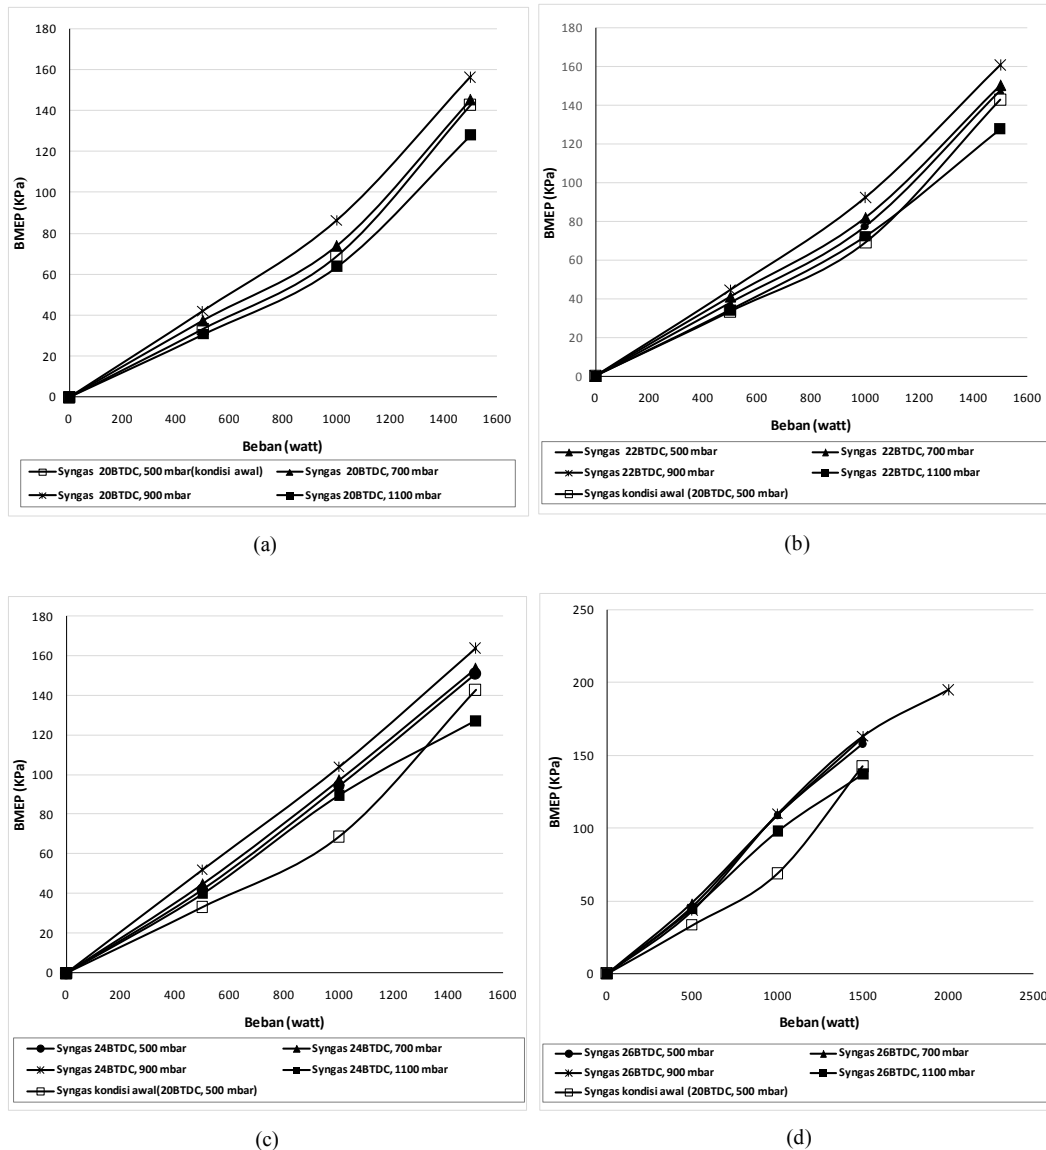 180
160
140
120
100
80
60
40
20
0
BMEP (KPa)
0 200 400 600 800 1000 1200 1400 1600
Beban (watt)
Syngas 20BTDC, 500 mbar(kondisi awal) Syngas 20BTDC, 700 mbar
Syngas 20BTDC, 900 mbar Syngas 20BTDC, 1100 mbar
(a)
180
160
140
120
100
80
60
40
20
0
BMEP (KPa)
0 200 400 600 800 1000 1200 1400 1600
Beban (watt)
Syngas 22BTDC, 500 mbar Syngas 22BTDC, 700 mbar
Syngas 22BTDC, 900 mbar Syngas 22BTDC, 1100 mbar
Syngas kondisi awal (20BTDC, 500 mbar)
(b)
180
160
140
120
100
80
60
40
20
0
BMEP (KPa)
0 200 400 600 800 1000 1200 1400 1600
Beban (watt)
Syngas 24BTDC, 500 mbar Syngas 24BTDC, 700 mbar
Syngas 24BTDC, 900 mbar Syngas 24BTDC, 1100 mbar
Syngas kondisi awal(20BTDC, 500 mbar)
(c)
250
200
150
100
50
0
BMEP (KPa)
0 500 1000 1500 2000 2500
Beban (watt)
Syngas 26BTDC, 500 mbar Syngas 26BTDC, 700 mbar
Syngas 26BTDC, 900 mbar Syngas 26BTDC, 1100 mbar
Syngas kondisi awal (20BTDC, 500 mbar)
(d)